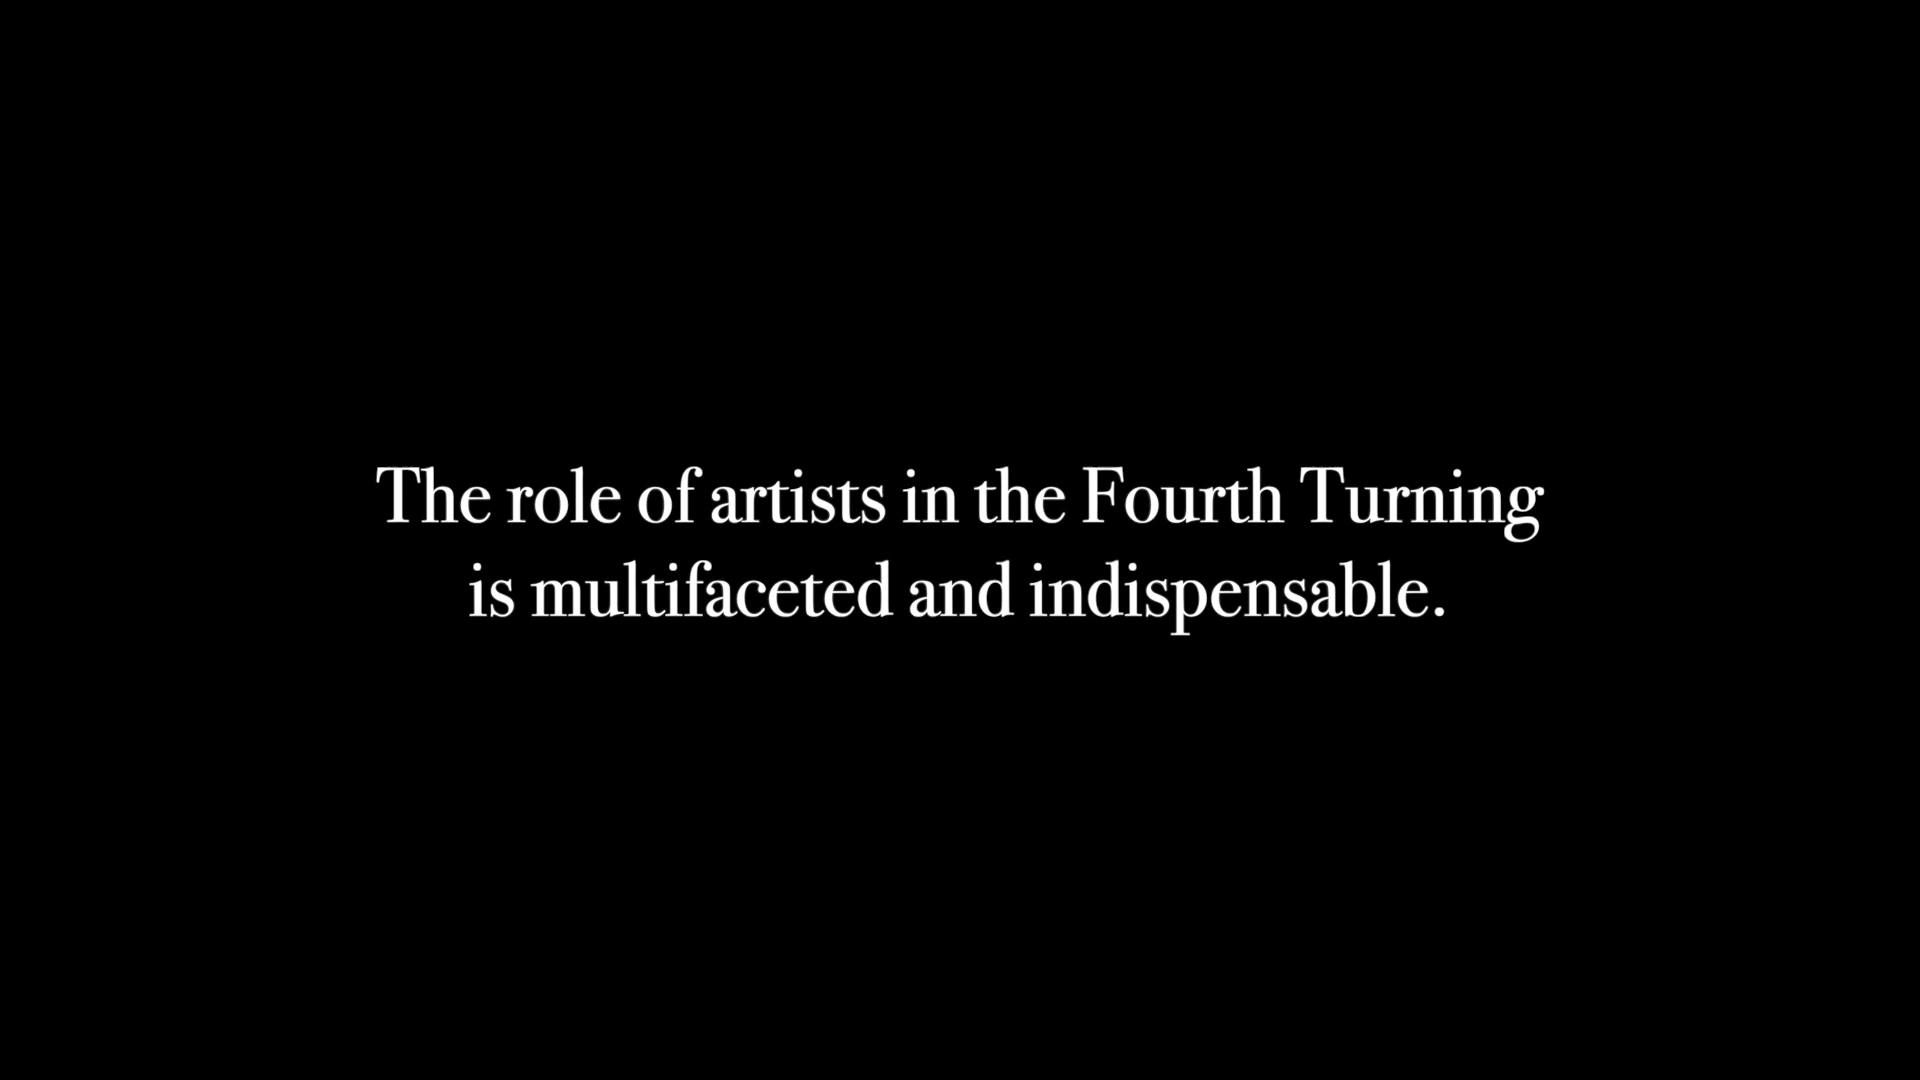 The role of artists in the Fourth Turning
is multifaceted and indispensable.